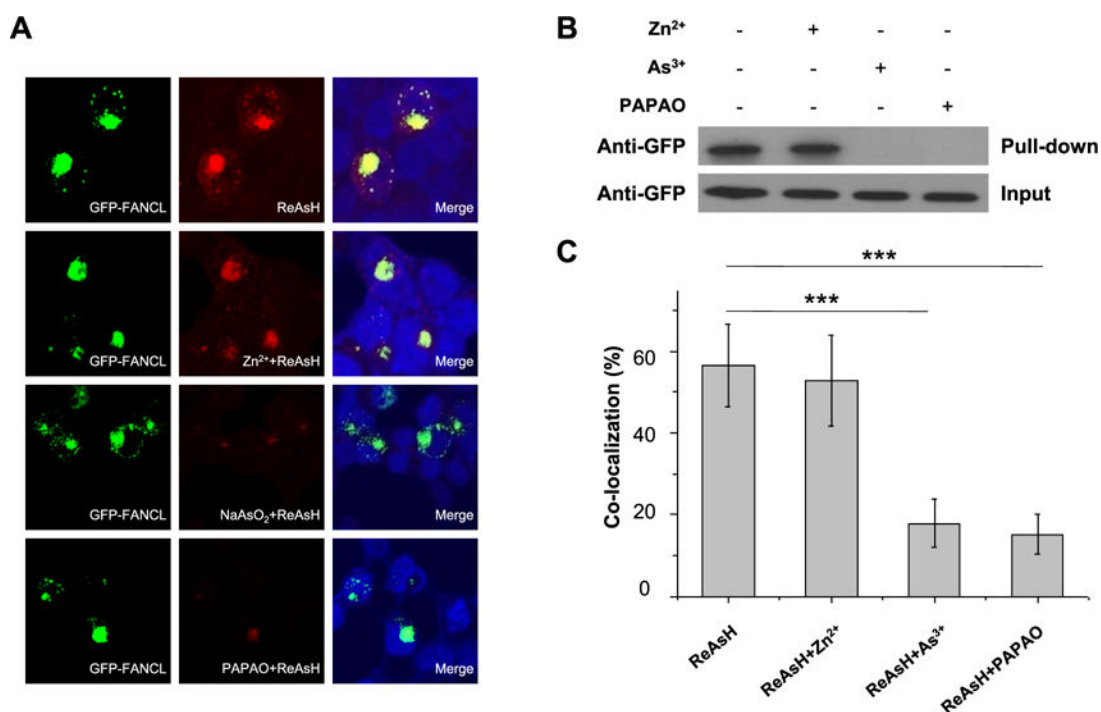 A
GFP-FANCL ReAsH Merge
GFP-FANCL Zn²⁺+ReAsH Merge
GFP-FANCL NaAsO₂+ReAsH Merge
GFP-FANCL PAPAO+ReAsH Merge
B
Zn²⁺ - + - -
As³⁺ - - + -
PAPAO - - - +
Anti-GFP Pull-down
Anti-GFP Input
C
***
***
Co-localization (%)
60
40
20
0
ReAsH
ReAsH+Zn²⁺
ReAsH+As³⁺
ReAsH+PAPAO